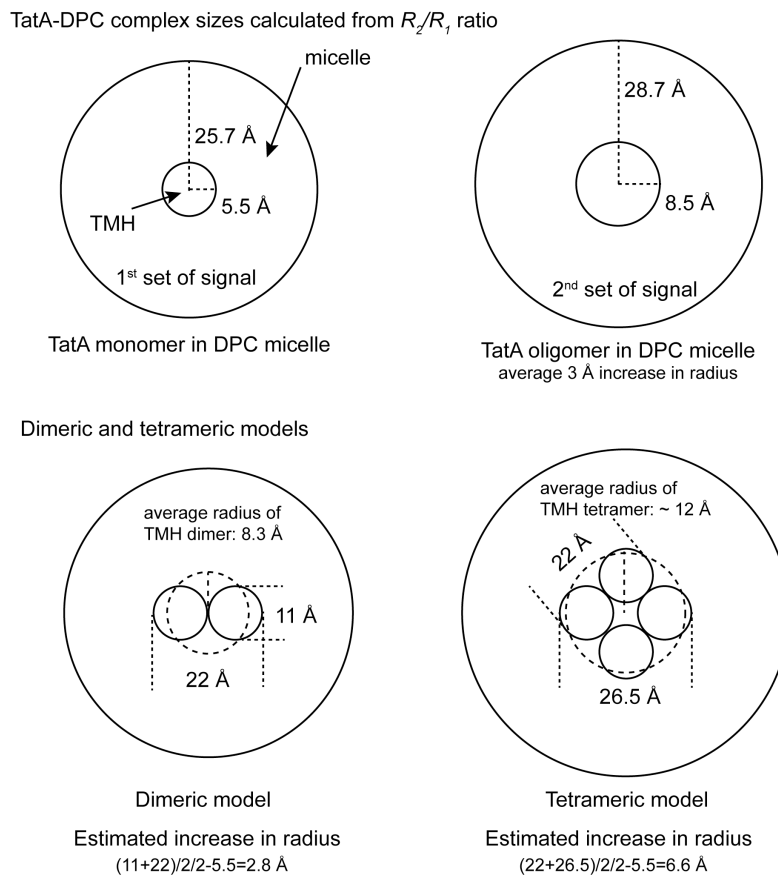 TatA-DPC complex sizes calculated from R₂/R₁ ratio
micelle
25.7 Å
5.5 Å
TMH
1ˢᵗ set of signal
TatA monomer in DPC micelle
28.7 Å
8.5 Å
2ⁿᵈ set of signal
TatA oligomer in DPC micelle
average 3 Å increase in radius
Dimeric and tetrameric models
average radius of
TMH dimer: 8.3 Å
11 Å
22 Å
Dimeric model
Estimated increase in radius
(11+22)/2/2-5.5=2.8 Å
average radius of
TMH tetramer: ~ 12 Å
22 Å
26.5 Å
Tetrameric model
Estimated increase in radius
(22+26.5)/2/2-5.5=6.6 Å